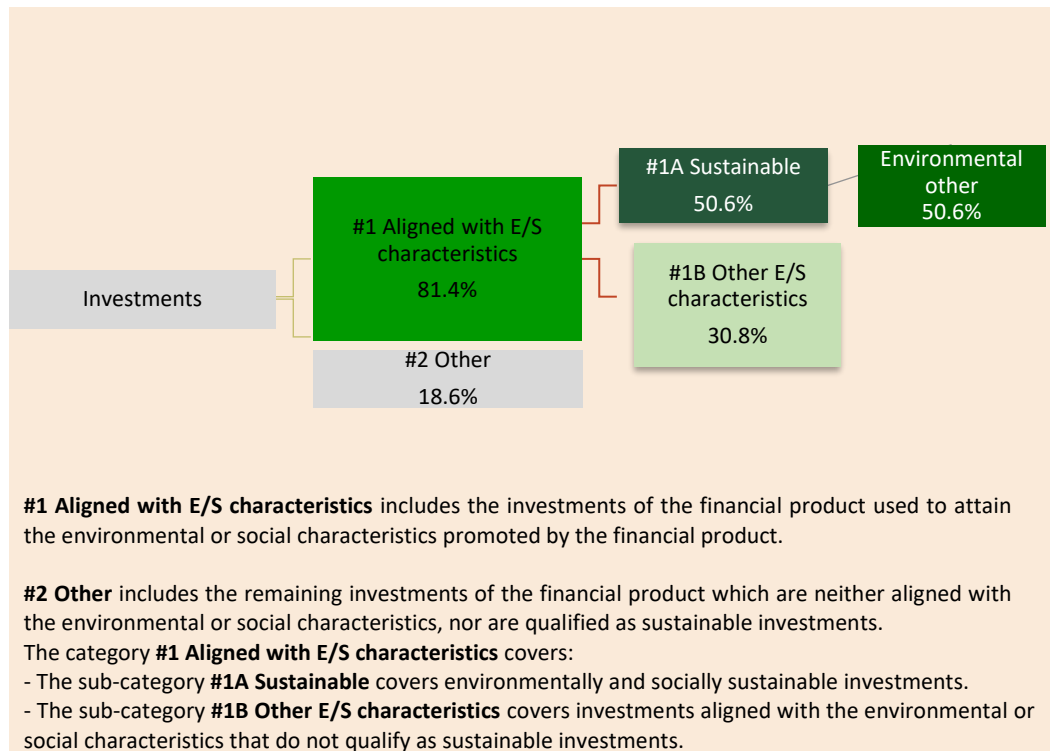 #1A Sustainable
50.6%
Environmental
other
50.6%
#1 Aligned with E/S
characteristics
81.4%
#1B Other E/S
characteristics
30.8%
Investments
#2 Other
18.6%
#1 Aligned with E/S characteristics includes the investments of the financial product used to attain
the environmental or social characteristics promoted by the financial product.
#2 Other includes the remaining investments of the financial product which are neither aligned with
the environmental or social characteristics, nor are qualified as sustainable investments.
The category #1 Aligned with E/S characteristics covers:
- The sub-category #1A Sustainable covers environmentally and socially sustainable investments.
- The sub-category #1B Other E/S characteristics covers investments aligned with the environmental or
social characteristics that do not qualify as sustainable investments.